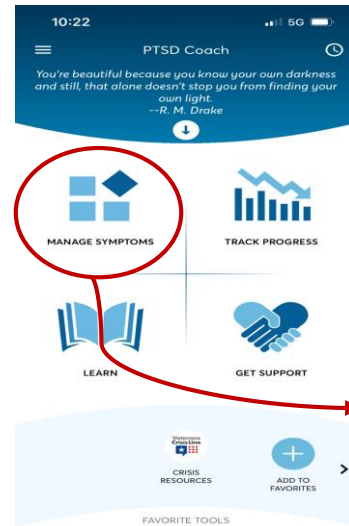 10:22
5G
PTSD Coach
You're beautiful because you know your own darkness
and still, that alone doesn't stop you from finding your
own light.
--R. M. Drake
MANAGE SYMPTOMS
TRACK PROGRESS
LEARN
GET SUPPORT
Veterans
Crisis Line
CRISIS
RESOURCES
ADD TO
FAVORITES
FAVORITE TOOLS